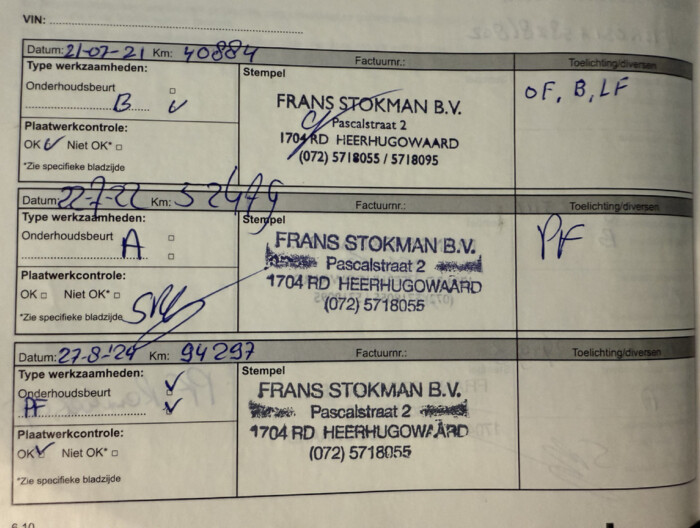 VIN:
Datum: 21-07-21 Km: 40884 Factuurnr.: Toelichting/diversen
Type werkzaamheden:
Onderhoudsbeurt
B
Plaatwerkcontrole:
OK Niet OK*
*Zie specifieke bladzijde
Stempel
FRANS STOKMAN B.V.
Pascalstraat 2
1704 RD HEERHUGOWAARD
(072) 5718055 / 5718095
OF, B, LF
Datum: 22-7-22 Km: 52479 Factuurnr.: Toelichting/diversen
Type werkzaamheden:
Onderhoudsbeurt
A
Plaatwerkcontrole:
OK Niet OK*
*Zie specifieke bladzijde
Stempel
FRANS STOKMAN B.V.
Pascalstraat 2
1704 RD HEERHUGOWAARD
(072) 5718055
PF
Datum: 27-8-'24 Km: 94297 Factuurnr.: Toelichting/diversen
Type werkzaamheden:
Onderhoudsbeurt
PF
Plaatwerkcontrole:
OK Niet OK*
*Zie specifieke bladzijde
Stempel
FRANS STOKMAN B.V.
Pascalstraat 2
1704 RD HEERHUGOWAARD
(072) 5718055
6.10